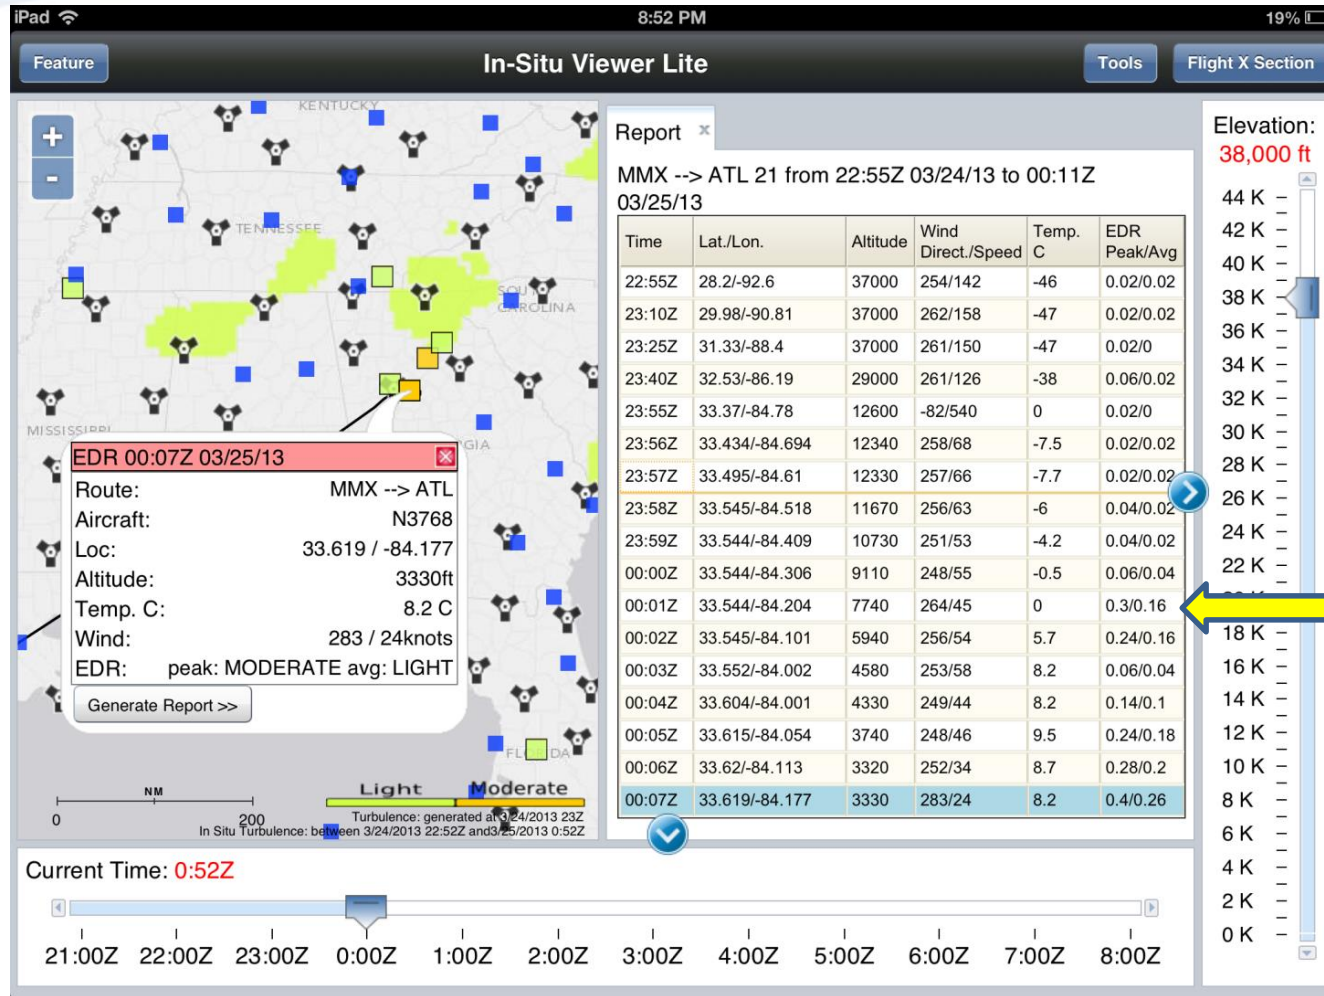 iPad 8:52 PM 19%
Feature In-Situ Viewer Lite Tools Flight X Section
+
-
KENTUCKY
TENNESSEE
CAROLINA
MISSISSIPPI
FLORIDA
EDR 00:07Z 03/25/13
Route: MMX --> ATL
Aircraft: N3768
Loc: 33.619 / -84.177
Altitude: 3330ft
Temp. C: 8.2 C
Wind: 283 / 24knots
EDR: peak: MODERATE avg: LIGHT
Generate Report >>
NM
0 200
Light Moderate
Turbulence: generated at 3/24/2013 23Z
In Situ Turbulence: between 3/24/2013 22:52Z and3/25/2013 0:52Z
Report x
MMX --> ATL 21 from 22:55Z 03/24/13 to 00:11Z
03/25/13
Time Lat./Lon. Altitude Wind Direct./Speed Temp. C EDR Peak/Avg
22:55Z 28.2/-92.6 37000 254/142 -46 0.02/0.02
23:10Z 29.98/-90.81 37000 262/158 -47 0.02/0.02
23:25Z 31.33/-88.4 37000 261/150 -47 0.02/0
23:40Z 32.53/-86.19 29000 261/126 -38 0.06/0.02
23:55Z 33.37/-84.78 12600 -82/540 0 0.02/0
23:56Z 33.434/-84.694 12340 258/68 -7.5 0.02/0.02
23:57Z 33.495/-84.61 12330 257/66 -7.7 0.02/0.02
23:58Z 33.545/-84.518 11670 256/63 -6 0.04/0.02
23:59Z 33.544/-84.409 10730 251/53 -4.2 0.04/0.02
00:00Z 33.544/-84.306 9110 248/55 -0.5 0.06/0.04
00:01Z 33.544/-84.204 7740 264/45 0 0.3/0.16
00:02Z 33.545/-84.101 5940 256/54 5.7 0.24/0.16
00:03Z 33.552/-84.002 4580 253/58 8.2 0.06/0.04
00:04Z 33.604/-84.001 4330 249/44 8.2 0.14/0.1
00:05Z 33.615/-84.054 3740 248/46 9.5 0.24/0.18
00:06Z 33.62/-84.113 3320 252/34 8.7 0.28/0.2
00:07Z 33.619/-84.177 3330 283/24 8.2 0.4/0.26
Elevation:
38,000 ft
44 K
42 K
40 K
38 K
36 K
34 K
32 K
30 K
28 K
26 K
24 K
22 K
18 K
16 K
14 K
12 K
10 K
8 K
6 K
4 K
2 K
0 K
Current Time: 0:52Z
21:00Z 22:00Z 23:00Z 0:00Z 1:00Z 2:00Z 3:00Z 4:00Z 5:00Z 6:00Z 7:00Z 8:00Z